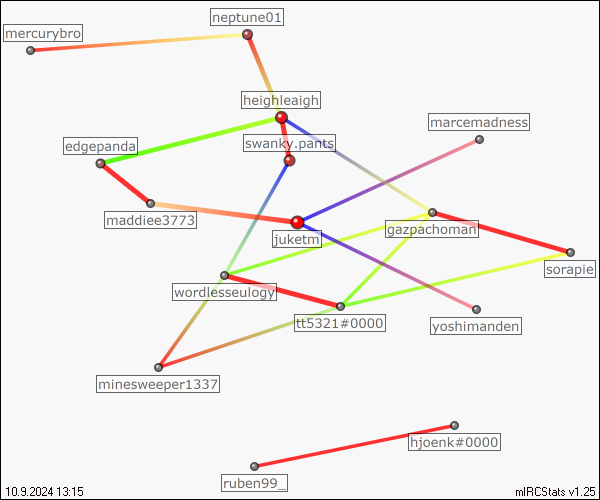 neptune01
mercurybro
heighleaigh
marcemadness
swanky.pants
edgepanda
maddiee3773
gazpachoman
juketm
sorapie
wordlesseulogy
tt5321#0000
yoshimanden
minesweeper1337
hjoenk#0000
ruben99_
10.9.2024 13:15
mIRCStats v1.25